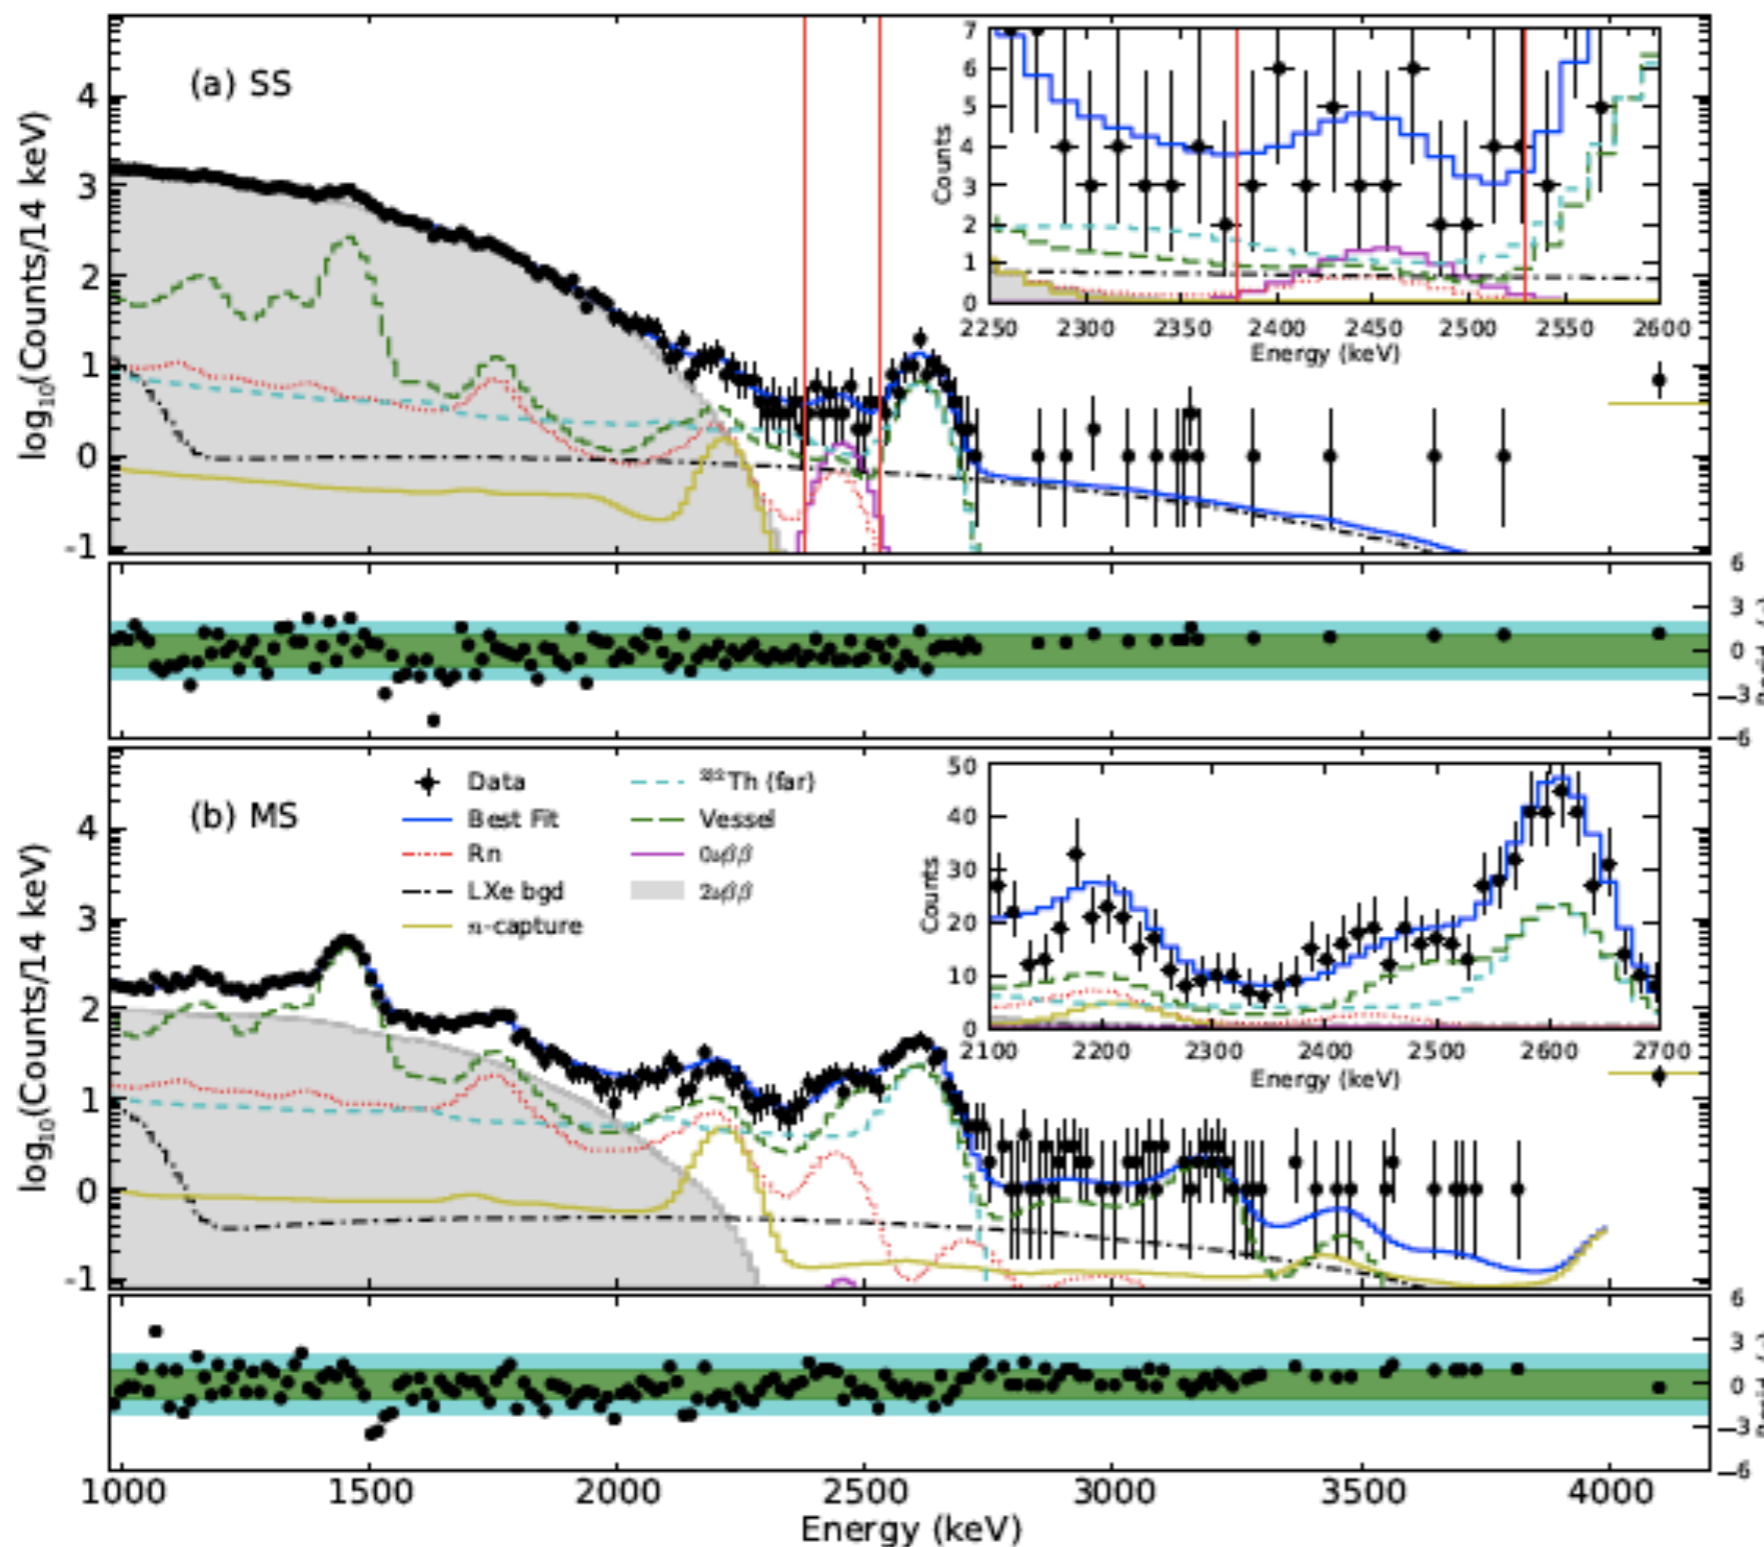 (a) SS
log₁₀(Counts/14 keV)
4
3
2
1
0
-1
7
6
5
4
3
2
1
0
Counts
2250 2300 2350 2400 2450 2500 2550 2600
Energy (keV)
6
3
0
−3
−6
(b) MS
log₁₀(Counts/14 keV)
4
3
2
1
0
-1
Data
Best Fit
Rn
LXe bgd
n-capture
²³²Th (far)
Vessel
0νββ
2νββ
50
40
30
20
10
0
Counts
2100 2200 2300 2400 2500 2600 2700
Energy (keV)
6
3
0
−3
−6
1000 1500 2000 2500 3000 3500 4000
Energy (keV)